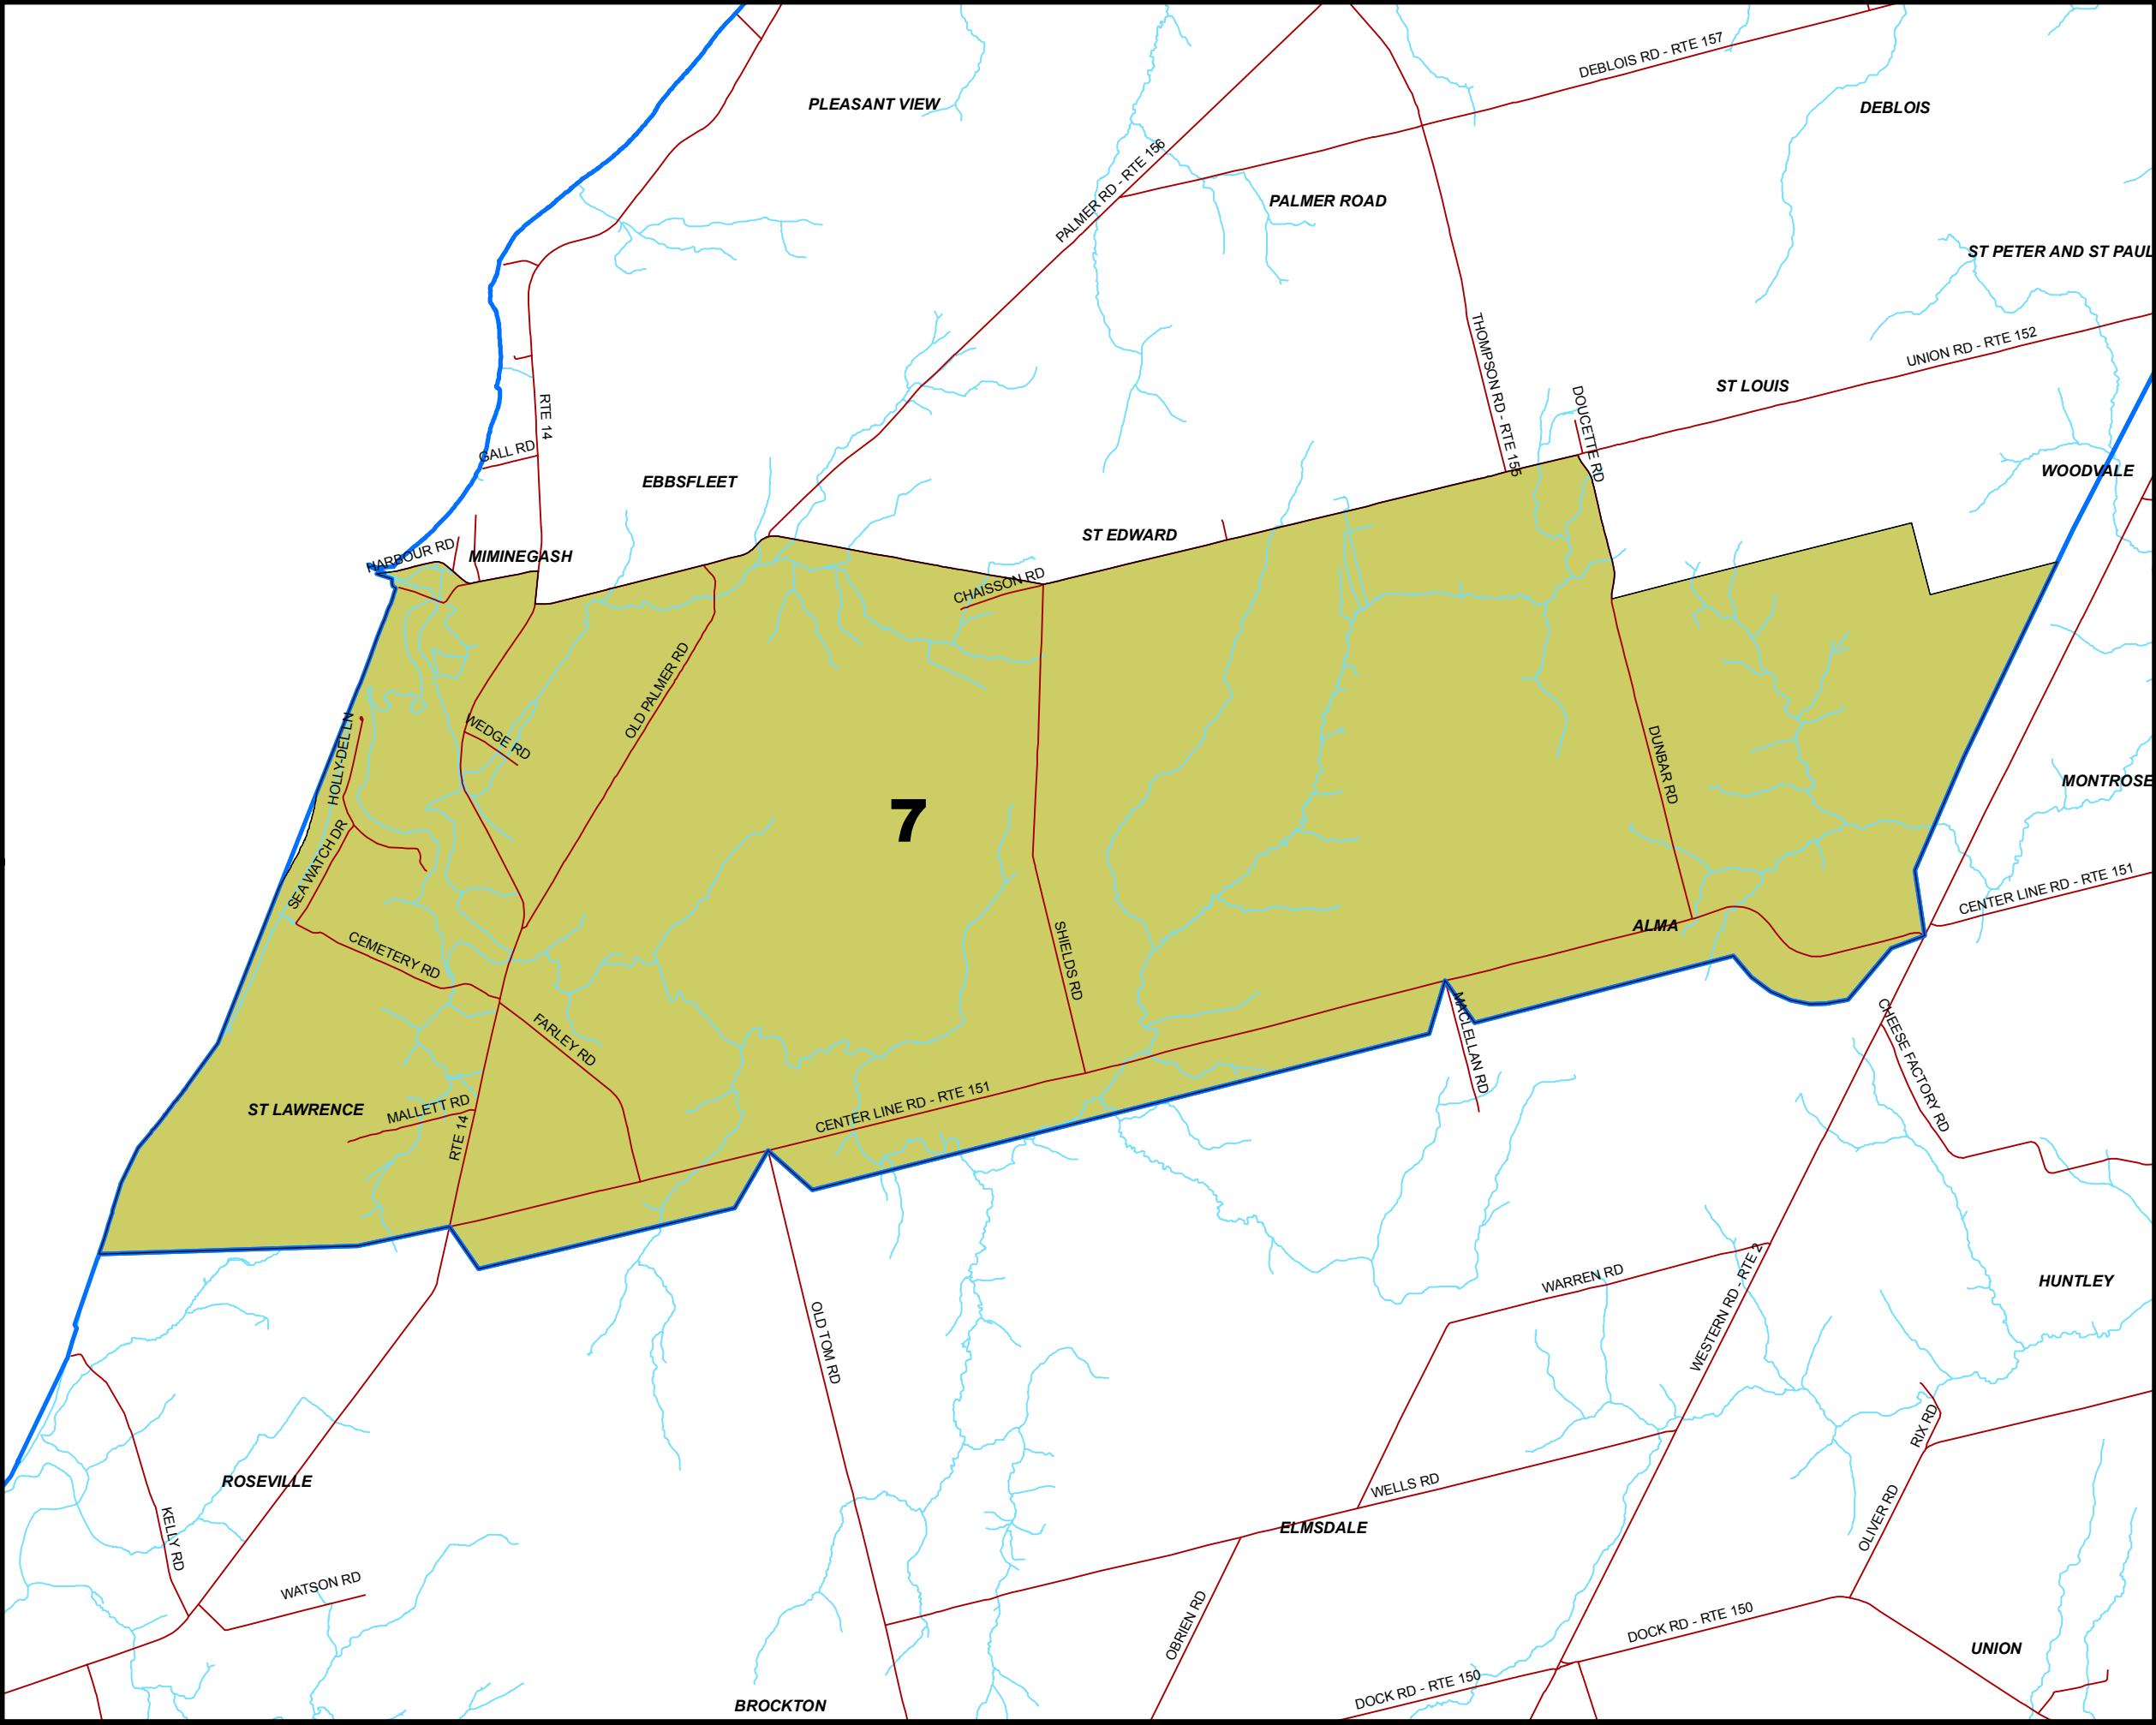 DEBLOIS RD - RTE 157
PLEASANT VIEW
DEBLOIS
PALMER RD - RTE 156
PALMER ROAD
ST PETER AND ST PAUL
UNION RD - RTE 152
THOMPSON RD - RTE 155
ST LOUIS
DOUCETTE RD
RTE 14
GALL RD
WOODVALE
EBBSFLEET
ST EDWARD
HARBOUR RD
MIMINEGASH
CHAISSON RD
OLD PALMER RD
WEDGE RD
HOLLY-DEL LN
DUNBAR RD
MONTROSE
7
SEA WATCH DR
CENTER LINE RD - RTE 151
ALMA
CEMETERY RD
SHIELDS RD
FARLEY RD
MACLELLAN RD
CHEESE FACTORY RD
ST LAWRENCE
MALLETT RD
RTE 14
CENTER LINE RD - RTE 151
WARREN RD
HUNTLEY
OLD TOM RD
WESTERN RD - RTE 2
RIX RD
ROSEVILLE
WELLS RD
KELLY RD
ELMSDALE
OLIVER RD
WATSON RD
OBRIEN RD
DOCK RD - RTE 150
UNION
DOCK RD - RTE 150
BROCKTON